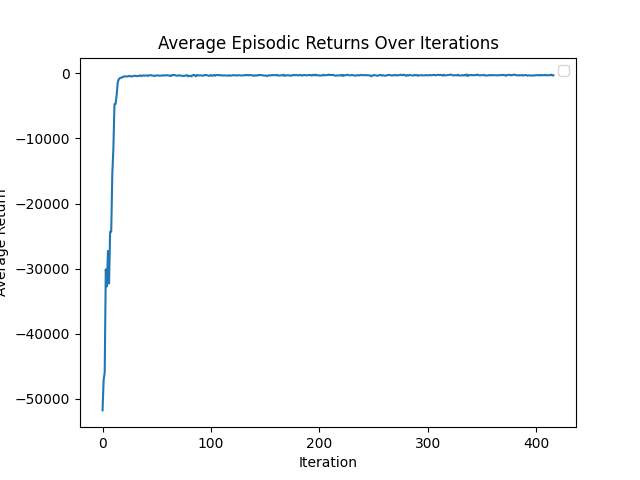 Average Episodic Returns Over Iterations
Average Return
0
−10000
−20000
−30000
−40000
−50000
0 100 200 300 400
Iteration